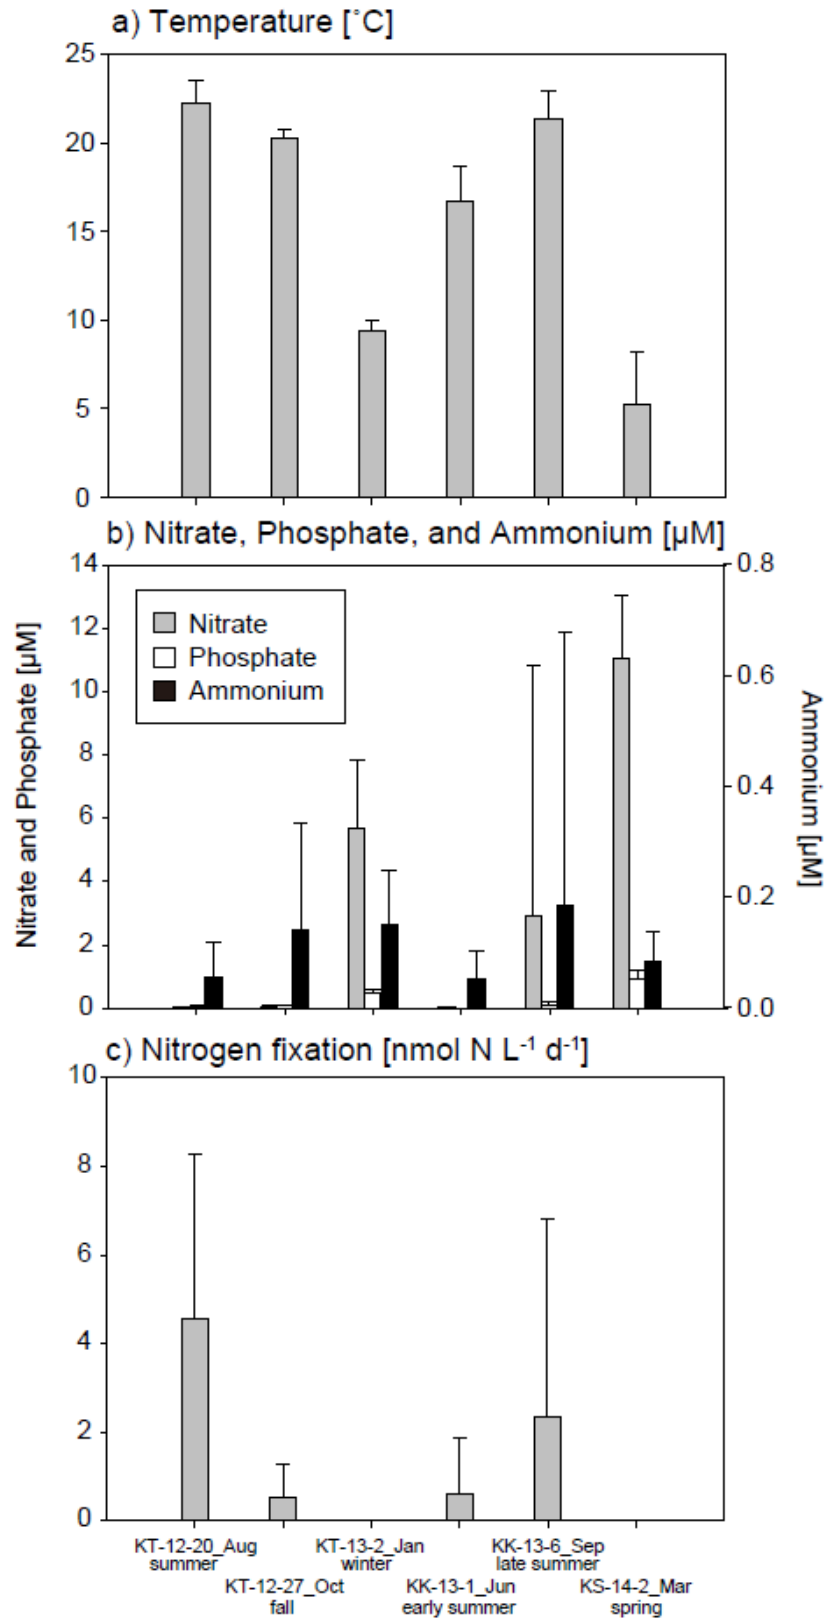 a) Temperature [˚C]
25
20
15
10
5
0
b) Nitrate, Phosphate, and Ammonium [µM]
14
12
10
8
6
4
2
0
Nitrate and Phosphate [µM]
Nitrate
Phosphate
Ammonium
0.8
0.6
0.4
0.2
0.0
Ammonium [µM]
c) Nitrogen fixation [nmol N L⁻¹ d⁻¹]
10
8
6
4
2
0
KT-12-20_Aug
summer
KT-12-27_Oct
fall
KT-13-2_Jan
winter
KK-13-1_Jun
early summer
KK-13-6_Sep
late summer
KS-14-2_Mar
spring